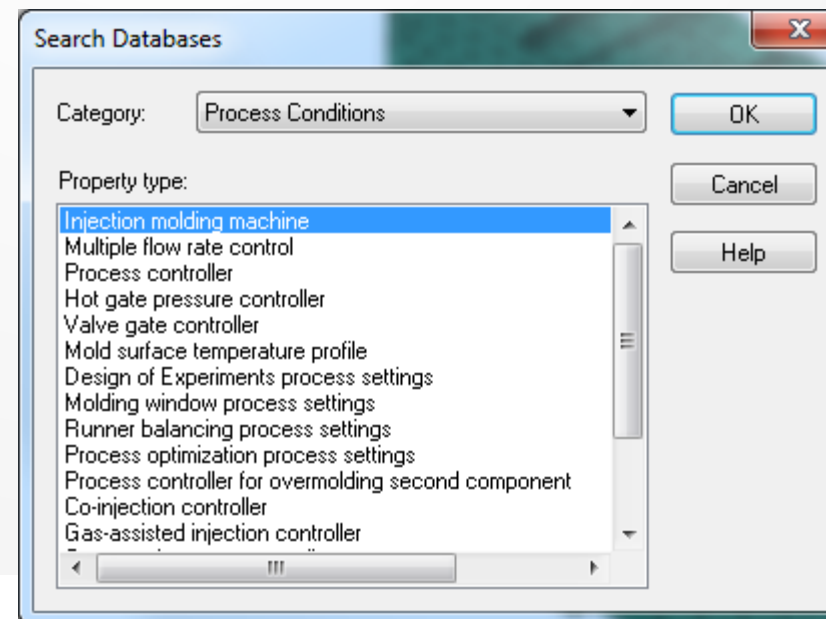 Search Databases
Category: Process Conditions OK
Property type: Cancel
Help
Injection molding machine
Multiple flow rate control
Process controller
Hot gate pressure controller
Valve gate controller
Mold surface temperature profile
Design of Experiments process settings
Molding window process settings
Runner balancing process settings
Process optimization process settings
Process controller for overmolding second component
Co-injection controller
Gas-assisted injection controller